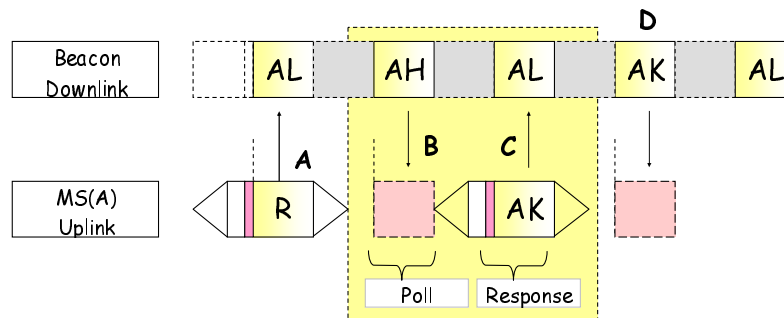 D
Beacon
Downlink
AL
AH
AL
AK
AL
A
B
C
MS(A)
Uplink
R
AK
Poll
Response